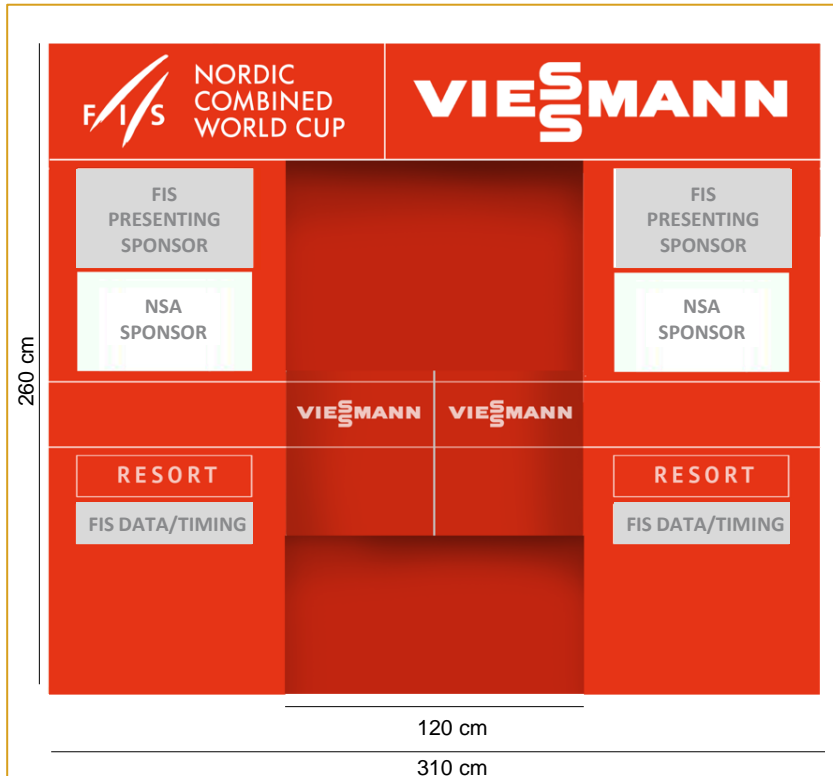 FIS
NORDIC
COMBINED
WORLD CUP
VIESSMANN
FIS
PRESENTING
SPONSOR
FIS
PRESENTING
SPONSOR
NSA
SPONSOR
NSA
SPONSOR
260 cm
VIESSMANN
VIESSMANN
RESORT
RESORT
FIS DATA/TIMING
FIS DATA/TIMING
120 cm
310 cm